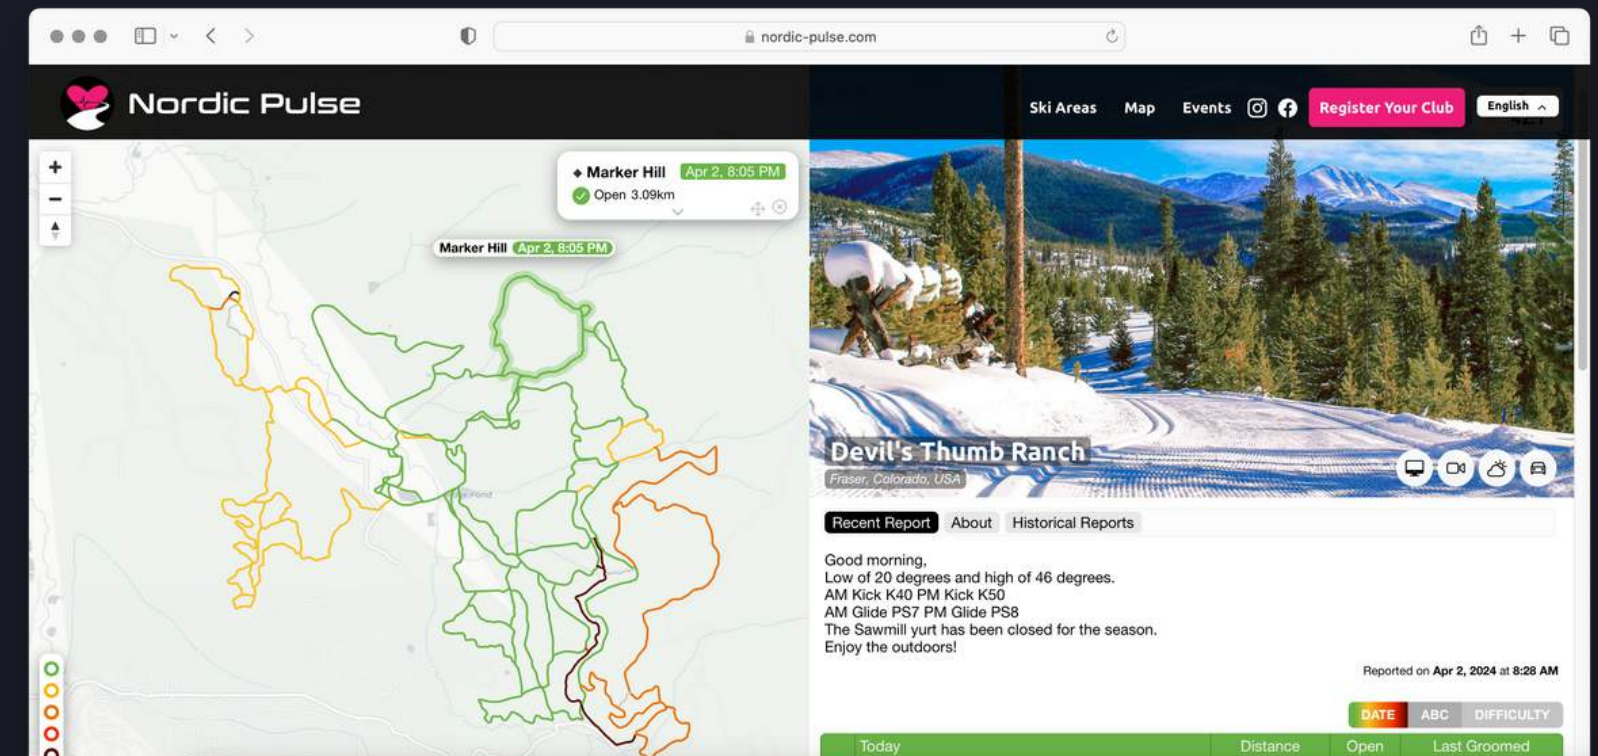 nordic-pulse.com
Nordic Pulse
Ski Areas Map Events Register Your Club English
Marker Hill Apr 2, 8:05 PM
Open 3.09km
Marker Hill Apr 2, 8:05 PM
Devil's Thumb Ranch
Fraser, Colorado, USA
Recent Report About Historical Reports
Good morning,
Low of 20 degrees and high of 46 degrees.
AM Kick K40 PM Kick K50
AM Glide PS7 PM Glide PS8
The Sawmill yurt has been closed for the season.
Enjoy the outdoors!
Reported on Apr 2, 2024 at 8:28 AM
DATE ABC DIFFICULTY
Today Distance Open Last Groomed